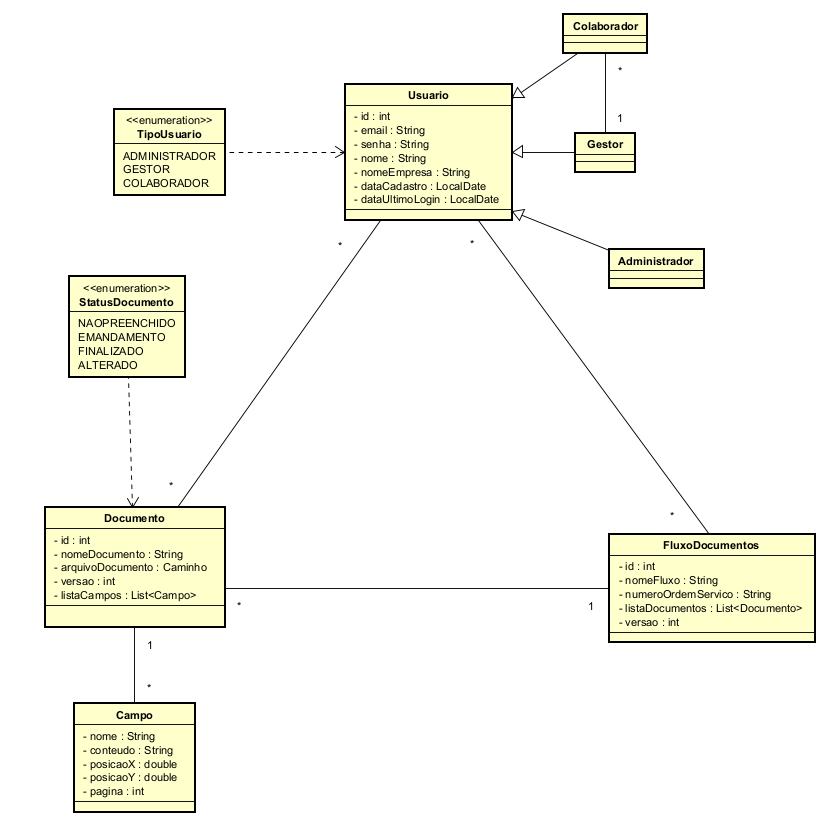 Colaborador
*
1
Gestor
Usuario
- id : int
- email : String
- senha : String
- nome : String
- nomeEmpresa : String
- dataCadastro : LocalDate
- dataUltimoLogin : LocalDate
<<enumeration>>
TipoUsuario
ADMINISTRADOR
GESTOR
COLABORADOR
Administrador
*
*
<<enumeration>>
StatusDocumento
NAOPREENCHIDO
EMANDAMENTO
FINALIZADO
ALTERADO
*
*
Documento
- id : int
- nomeDocumento : String
- arquivoDocumento : Caminho
- versao : int
- listaCampos : List<Campo>
FluxoDocumentos
- id : int
- nomeFluxo : String
- numeroOrdemServico : String
- listaDocumentos : List<Documento>
- versao : int
*
1
1
*
Campo
- nome : String
- conteudo : String
- posicaoX : double
- posicaoY : double
- pagina : int